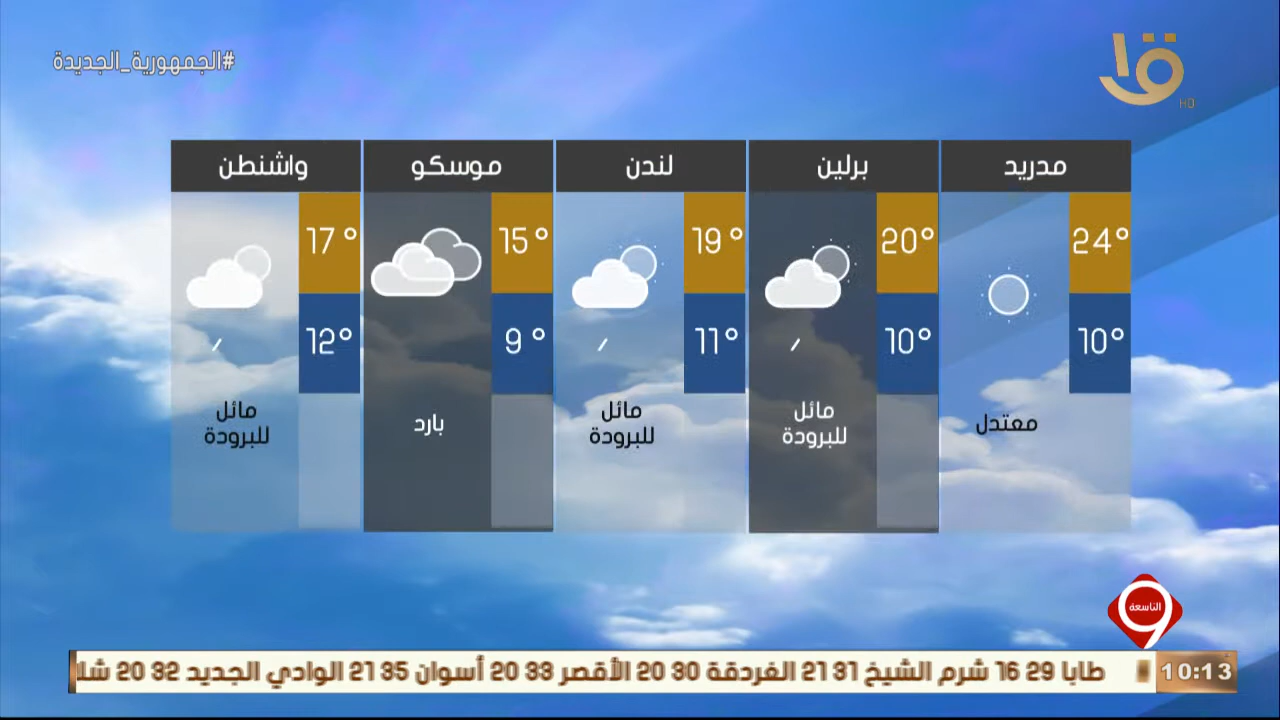 #الجمهورية_الجديدة
HD
مدريد
24°
10°
معتدل
برلين
20°
10°
مائل
للبرودة
لندن
19°
11°
مائل
للبرودة
موسكو
15°
9°
بارد
واشنطن
17°
12°
مائل
للبرودة
التاسعة
9
10:13
طابا 29 16 شرم الشيخ 31 21 الغردقة 30 20 الأقصر 38 20 أسوان 35 21 الوادي الجديد 32 20